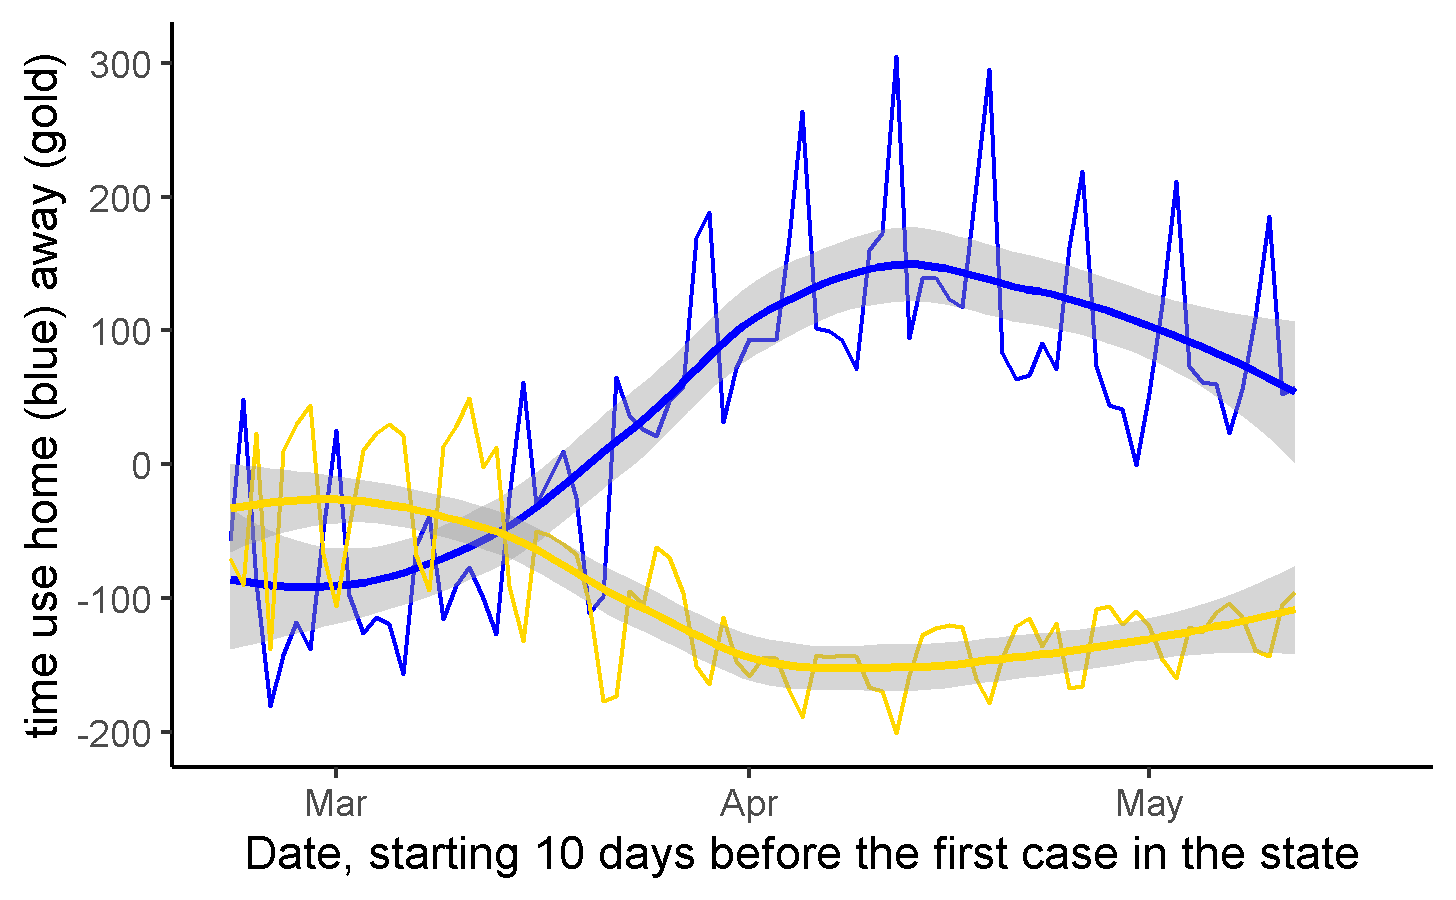 time use home (blue) away (gold)
300
200
100
0
-100
-200
Mar Apr May
Date, starting 10 days before the first case in the state